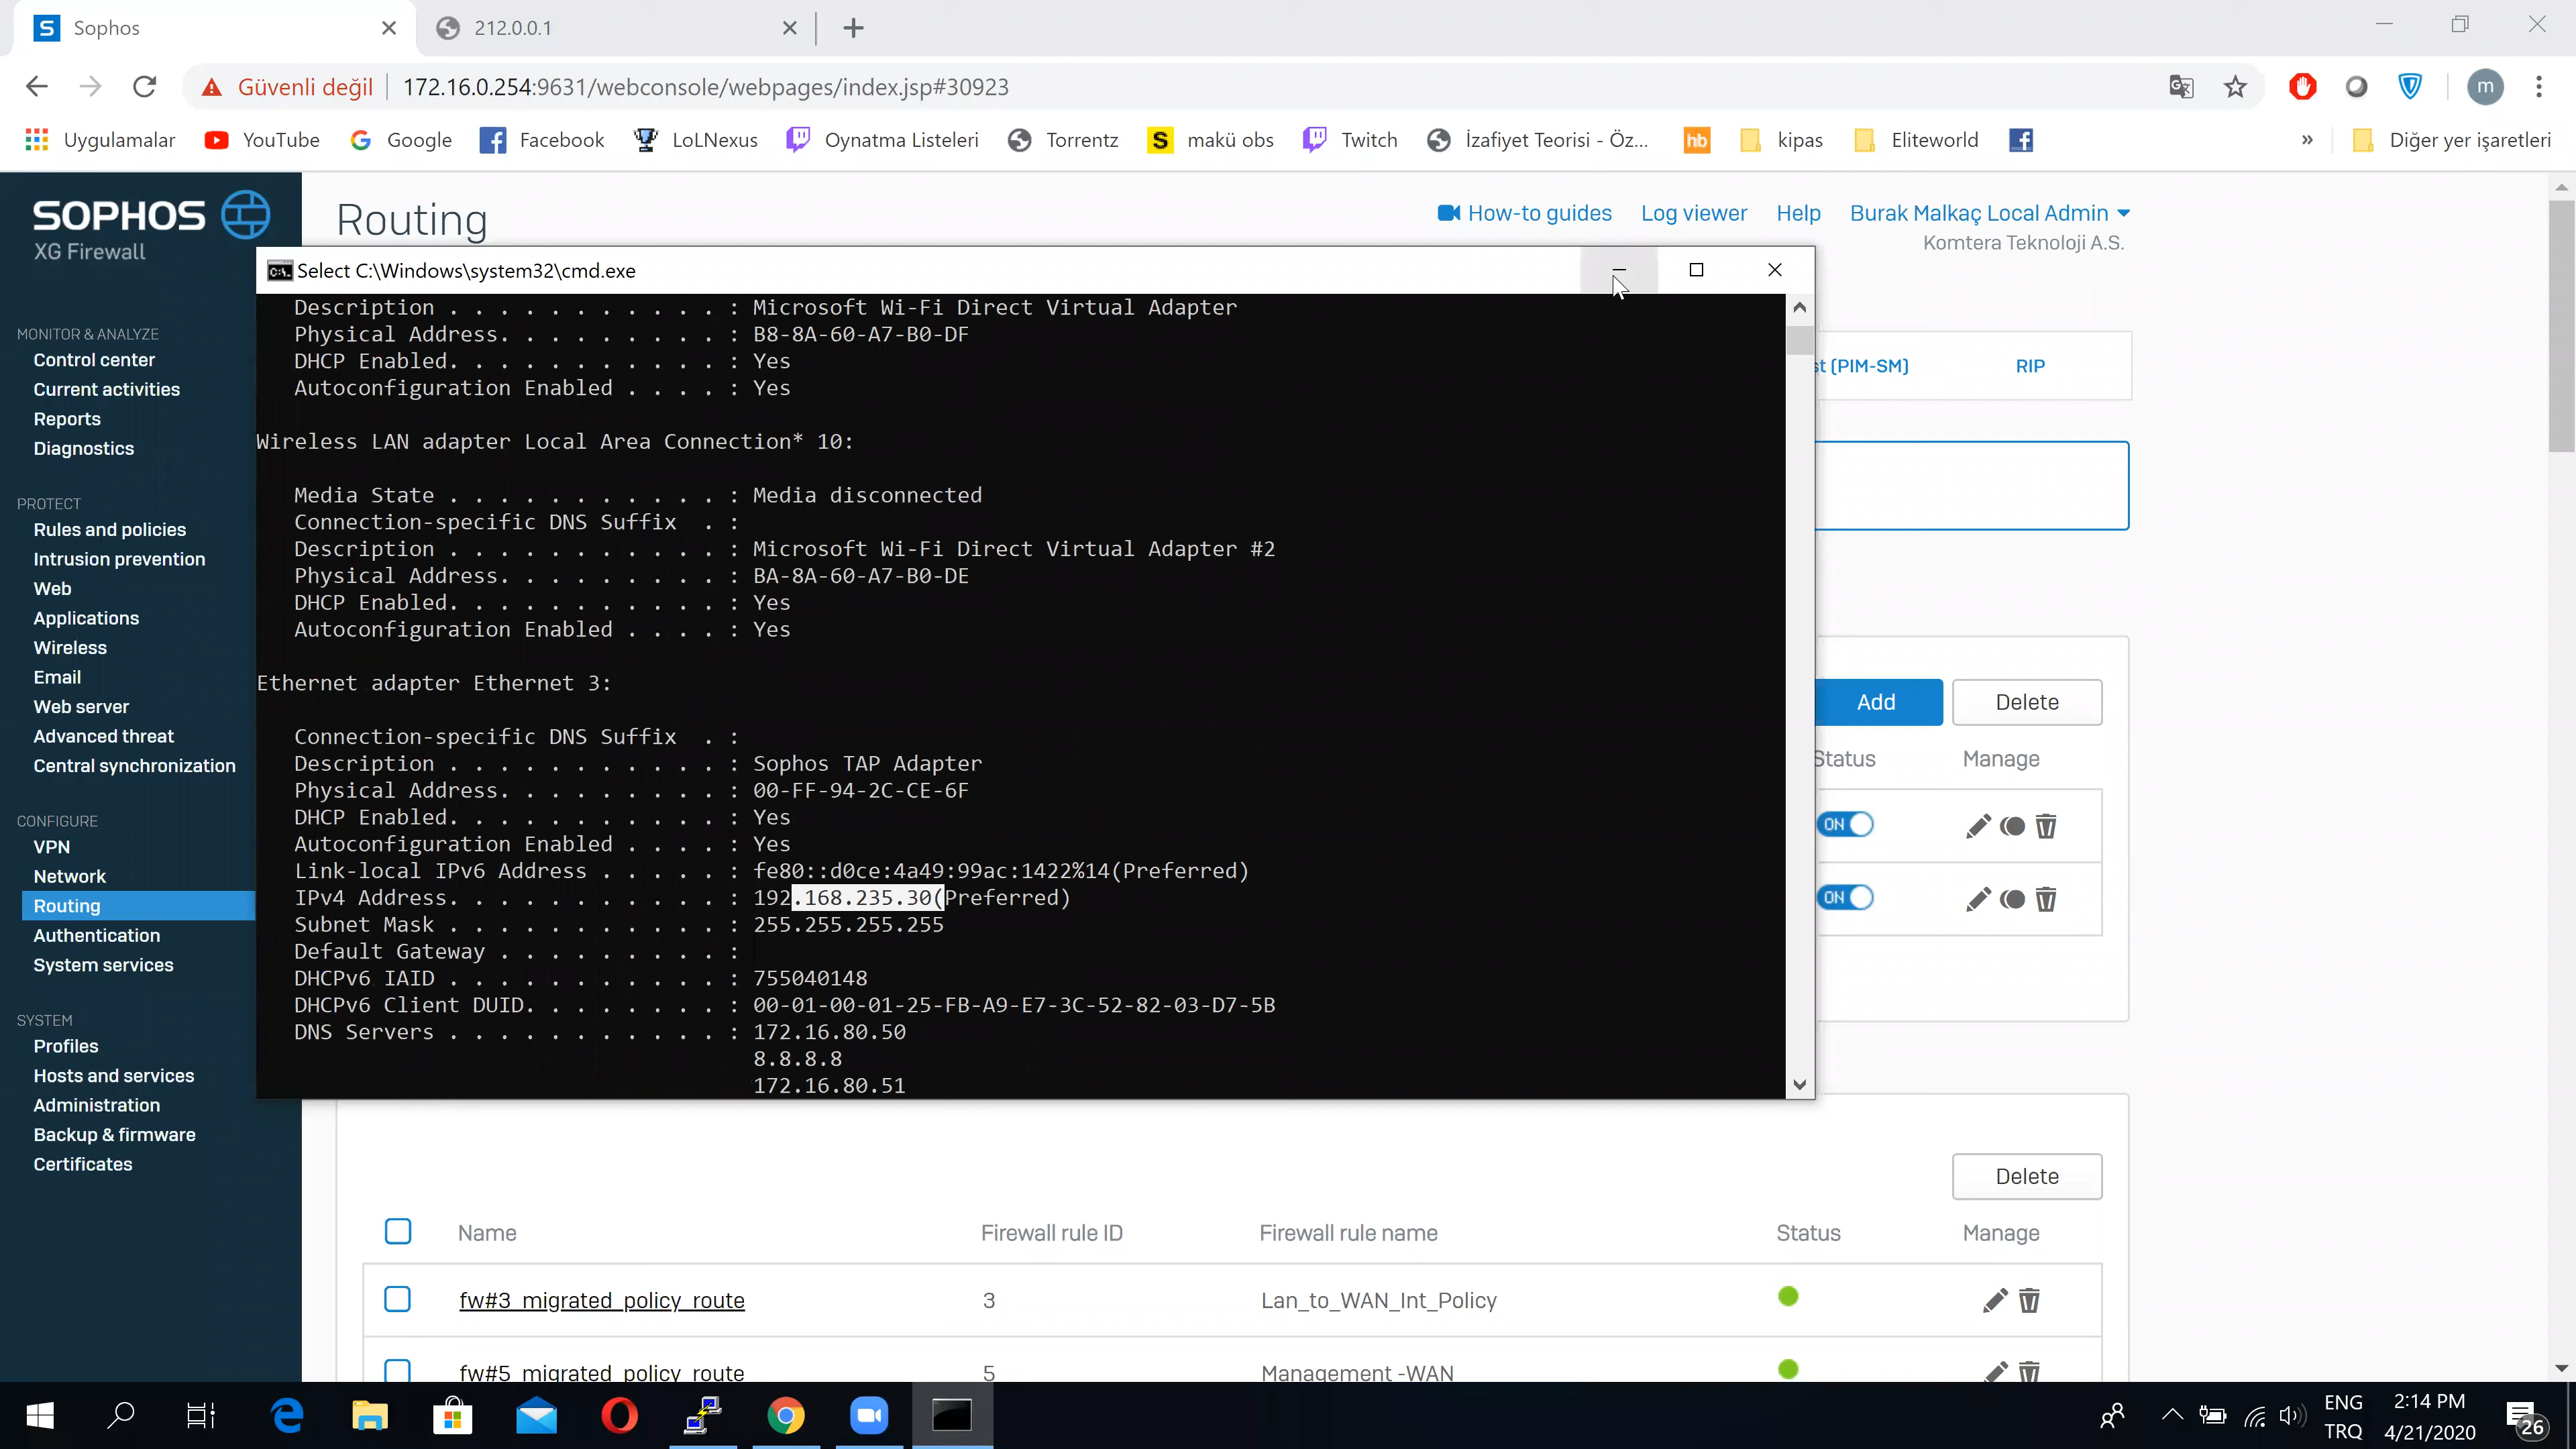 Sophos
212.0.0.1
Güvenli değil
172.16.0.254:9631/webconsole/webpages/index.jsp#30923
m
Uygulamalar
YouTube
Google
Facebook
LoLNexus
Oynatma Listeleri
Torrentz
makü obs
Twitch
İzafiyet Teorisi - Öz...
hb
kipas
Eliteworld
»
Diğer yer işaretleri
SOPHOS
XG Firewall
Routing
How-to guides
Log viewer
Help
Burak Malkaç Local Admin
Komtera Teknoloji A.S.
MONITOR & ANALYZE
Control center
Current activities
Reports
Diagnostics
PROTECT
Rules and policies
Intrusion prevention
Web
Applications
Wireless
Email
Web server
Advanced threat
Central synchronization
CONFIGURE
VPN
Network
Routing
Authentication
System services
SYSTEM
Profiles
Hosts and services
Administration
Backup & firmware
Certificates
Select C:\Windows\system32\cmd.exe
Description . . . . . . . . . . . : Microsoft Wi-Fi Direct Virtual Adapter
Physical Address. . . . . . . . . : B8-8A-60-A7-B0-DF
DHCP Enabled. . . . . . . . . . . : Yes
Autoconfiguration Enabled . . . . : Yes
Wireless LAN adapter Local Area Connection* 10:
Media State . . . . . . . . . . . : Media disconnected
Connection-specific DNS Suffix  . :
Description . . . . . . . . . . . : Microsoft Wi-Fi Direct Virtual Adapter #2
Physical Address. . . . . . . . . : BA-8A-60-A7-B0-DE
DHCP Enabled. . . . . . . . . . . : Yes
Autoconfiguration Enabled . . . . : Yes
Ethernet adapter Ethernet 3:
Connection-specific DNS Suffix  . :
Description . . . . . . . . . . . : Sophos TAP Adapter
Physical Address. . . . . . . . . : 00-FF-94-2C-CE-6F
DHCP Enabled. . . . . . . . . . . : Yes
Autoconfiguration Enabled . . . . : Yes
Link-local IPv6 Address . . . . . : fe80::d0ce:4a49:99ac:1422%14(Preferred)
IPv4 Address. . . . . . . . . . . : 192.168.235.30(Preferred)
Subnet Mask . . . . . . . . . . . : 255.255.255.255
Default Gateway . . . . . . . . . :
DHCPv6 IAID . . . . . . . . . . . : 755040148
DHCPv6 Client DUID. . . . . . . . : 00-01-00-01-25-FB-A9-E7-3C-52-82-03-D7-5B
DNS Servers . . . . . . . . . . . : 172.16.80.50
8.8.8.8
172.16.80.51
st (PIM-SM)
RIP
Add
Delete
Status
Manage
ON
ON
Delete
Name
Firewall rule ID
Firewall rule name
Status
Manage
fw#3_migrated_policy_route
3
Lan_to_WAN_Int_Policy
fw#5_migrated_policy_route
5
Management -WAN
ENG
TRQ
2:14 PM
4/21/2020
26